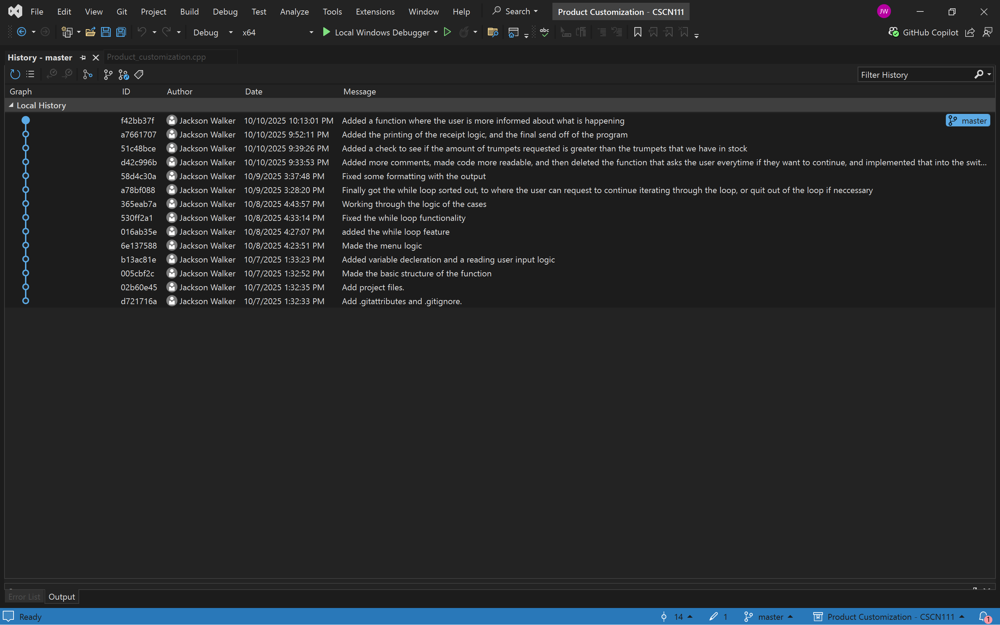 File Edit View Git Project Build Debug Test Analyze Tools Extensions Window Help Search Product Customization - CSCN111 JW
Debug x64 Local Windows Debugger abc GitHub Copilot
History - master Product_customization.cpp
Filter History
Graph ID Author Date Message
Local History
f42bb37f Jackson Walker 10/10/2025 10:13:01 PM Added a function where the user is more informed about what is happening master
a7661707 Jackson Walker 10/10/2025 9:52:11 PM Added the printing of the receipt logic, and the final send off of the program
51c48bce Jackson Walker 10/10/2025 9:39:26 PM Added a check to see if the amount of trumpets requested is greater than the trumpets that we have in stock
d42c996b Jackson Walker 10/10/2025 9:33:53 PM Added more comments, made code more readable, and then deleted the function that asks the user everytime if they want to continue, and implemented that into the swit...
58d4c30a Jackson Walker 10/9/2025 3:37:48 PM Fixed some formatting with the output
a78bf088 Jackson Walker 10/9/2025 3:28:20 PM Finally got the while loop sorted out, to where the user can request to continue iterating through the loop, or quit out of the loop if neccessary
365eab7a Jackson Walker 10/8/2025 4:43:57 PM Working through the logic of the cases
530ff2a1 Jackson Walker 10/8/2025 4:33:14 PM Fixed the while loop functionality
016ab35e Jackson Walker 10/8/2025 4:27:07 PM added the while loop feature
6e137588 Jackson Walker 10/8/2025 4:23:51 PM Made the menu logic
b13ac81e Jackson Walker 10/7/2025 1:33:23 PM Added variable decleration and a reading user input logic
005cbf2c Jackson Walker 10/7/2025 1:32:52 PM Made the basic structure of the function
02b60e45 Jackson Walker 10/7/2025 1:32:35 PM Add project files.
d721716a Jackson Walker 10/7/2025 1:32:33 PM Add .gitattributes and .gitignore.
Error List Output
Ready 14 1 master Product Customization - CSCN111 1